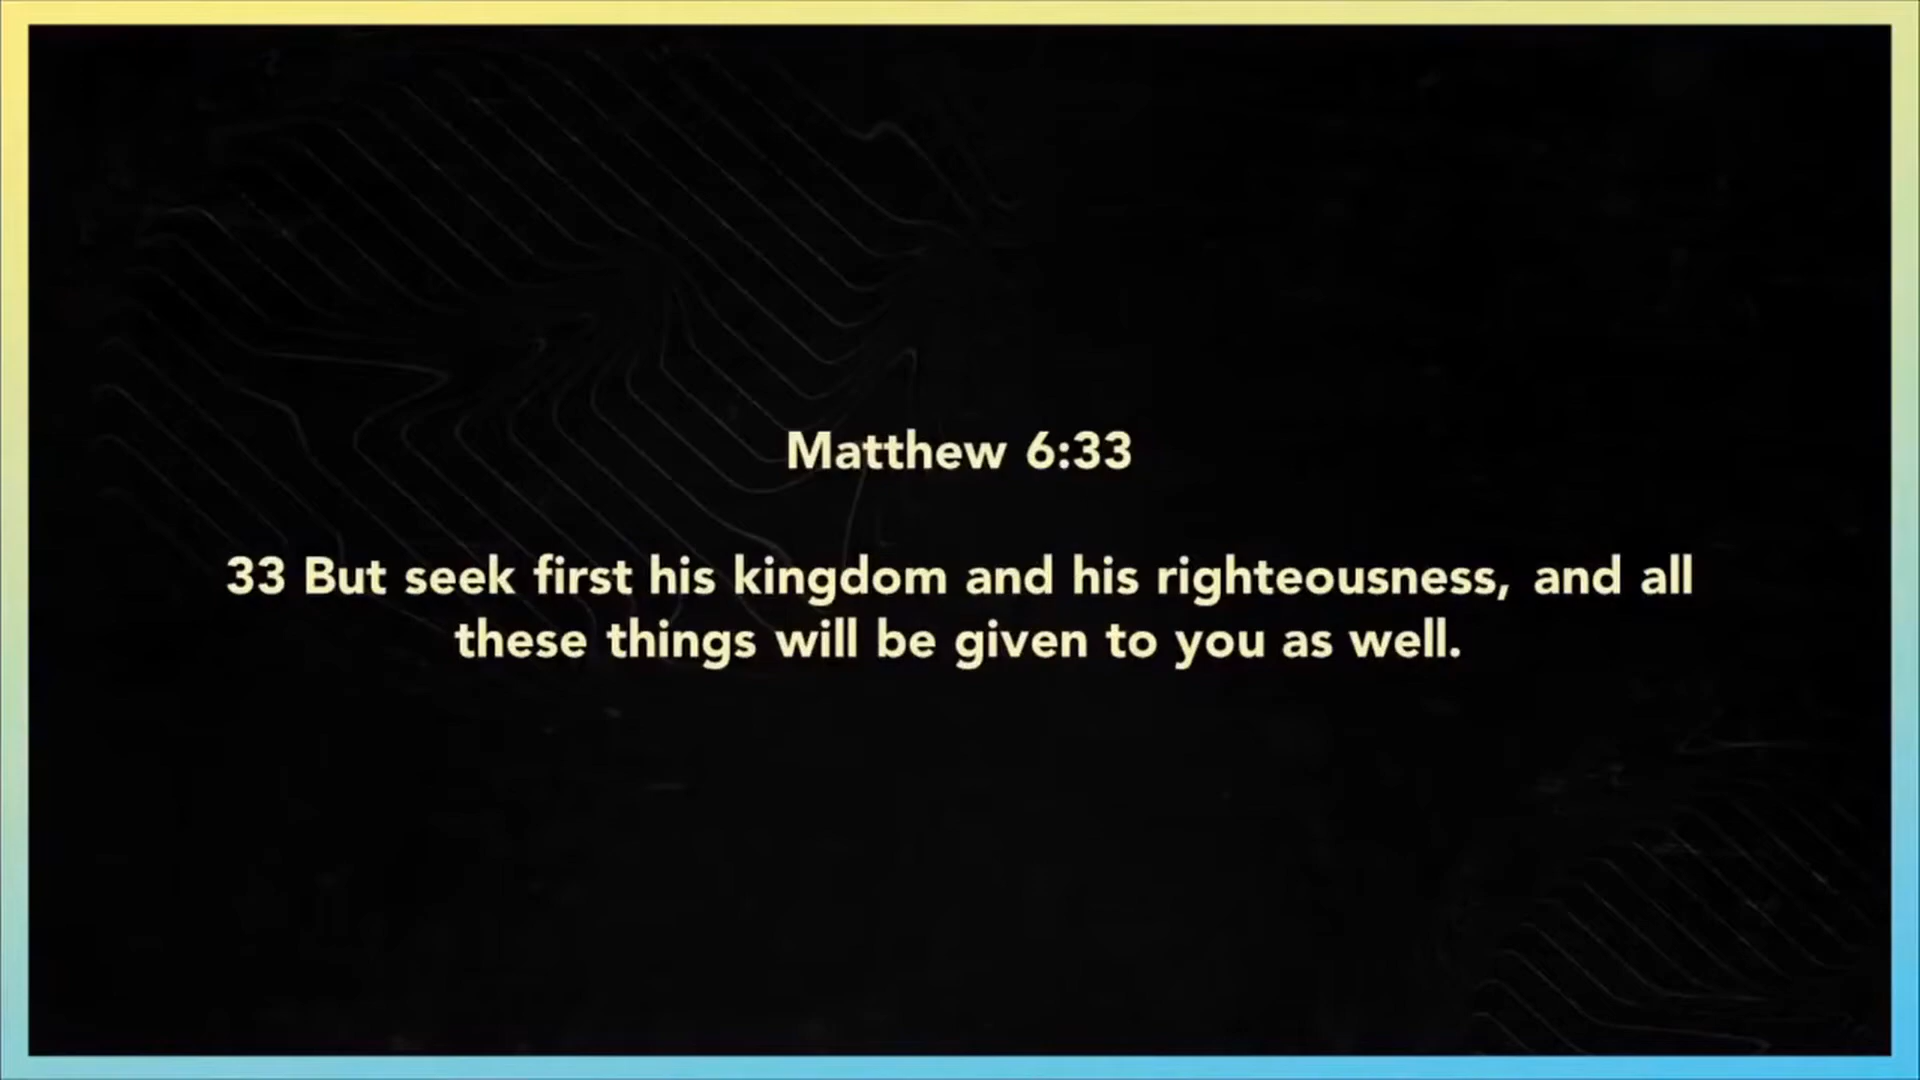 Matthew 6:33
33 But seek first his kingdom and his righteousness, and all
these things will be given to you as well.